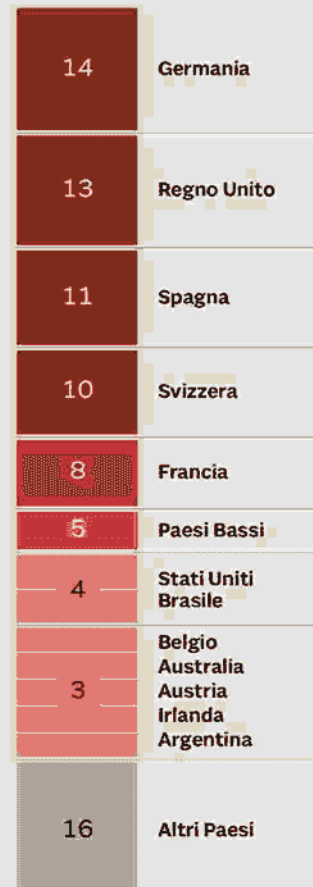 14 Germania
13 Regno Unito
11 Spagna
10 Svizzera
8 Francia
5 Paesi Bassi
4 Stati Uniti
Brasile
Belgio
Australia
3 Austria
Irlanda
Argentina
16 Altri Paesi